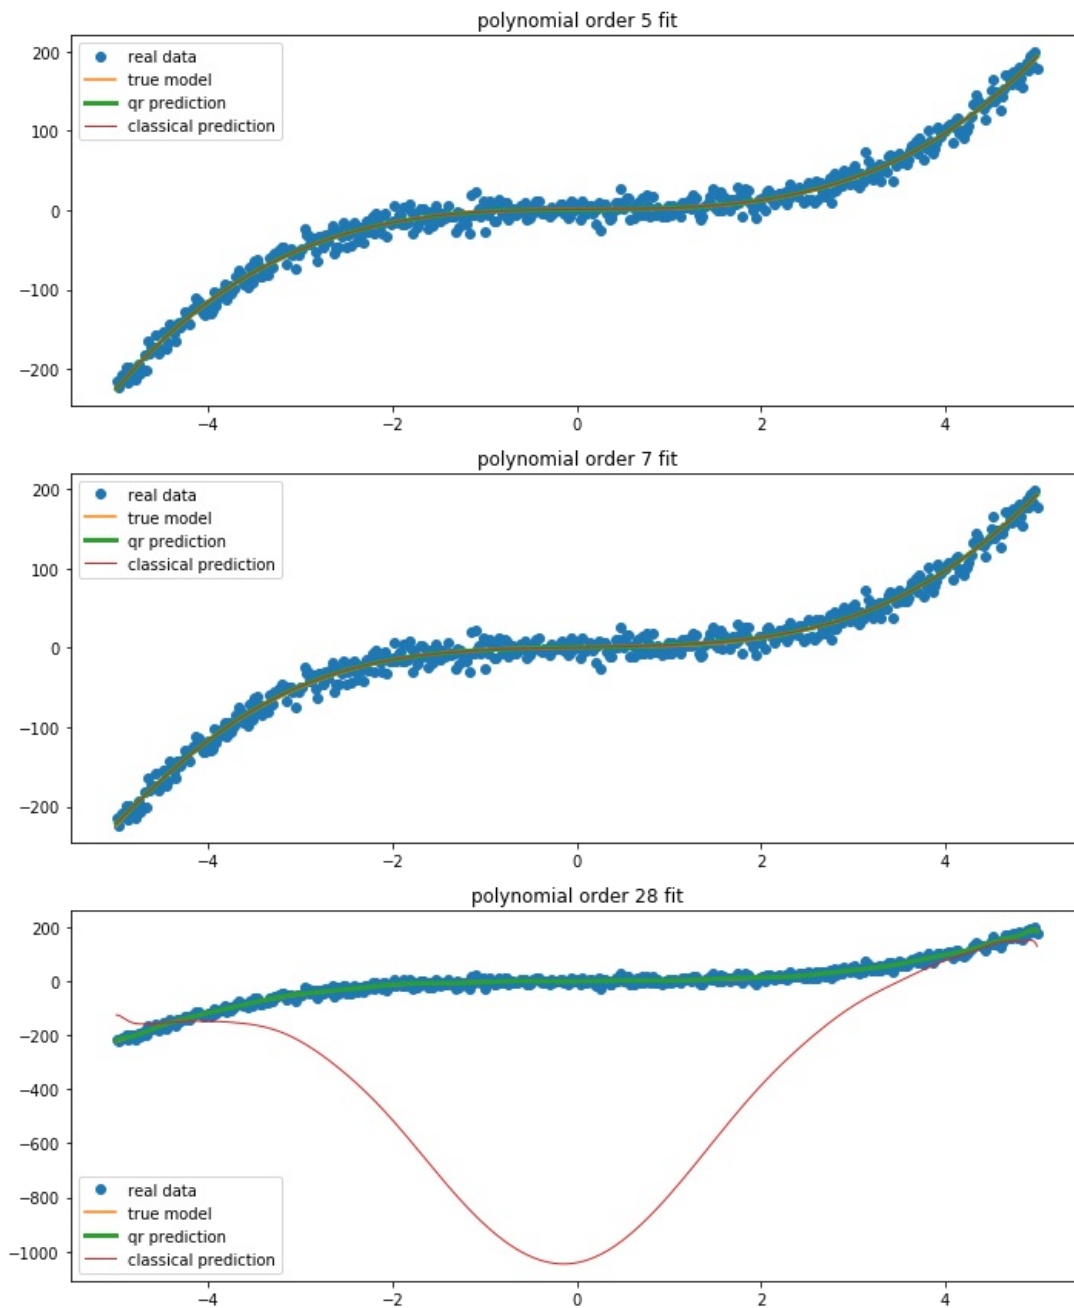 polynomial order 5 fit
200
100
0
−100
−200
real data
true model
qr prediction
classical prediction
−4 −2 0 2 4
polynomial order 7 fit
200
100
0
−100
−200
real data
true model
qr prediction
classical prediction
−4 −2 0 2 4
polynomial order 28 fit
200
0
−200
−400
−600
−800
−1000
real data
true model
qr prediction
classical prediction
−4 −2 0 2 4